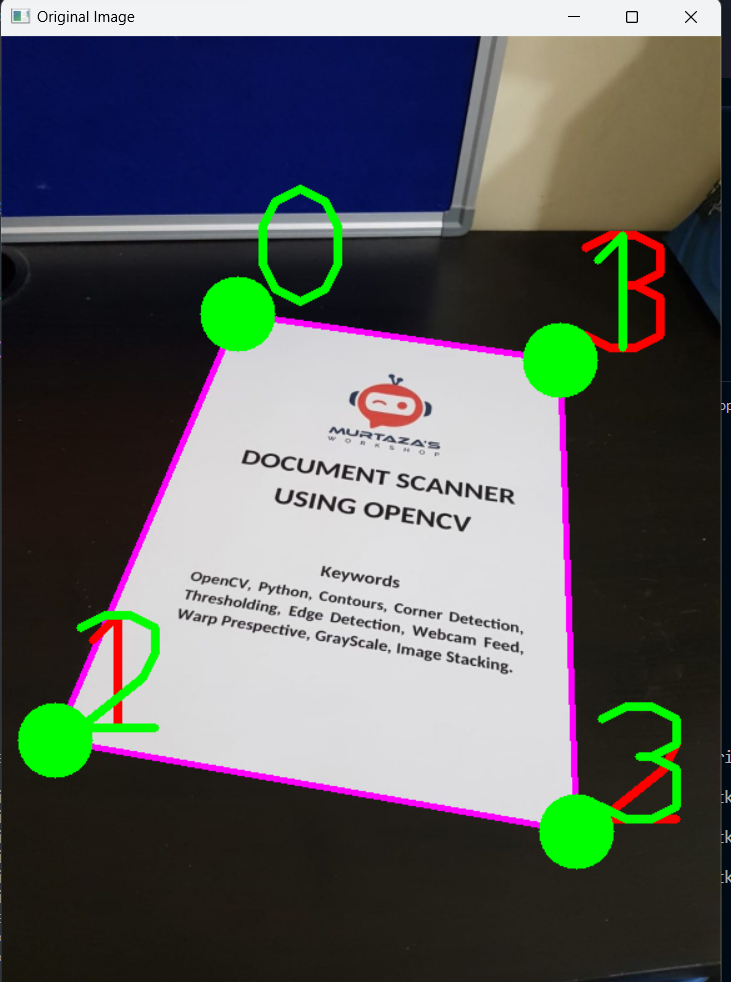 Original Image
0
1
3
MURTAZA'S
WORKSHOP
DOCUMENT SCANNER
USING OPENCV
Keywords
OpenCV, Python, Contours, Corner Detection,
Thresholding, Edge Detection, Webcam Feed,
Warp Prespective, GrayScale, Image Stacking.
2
1
3
2